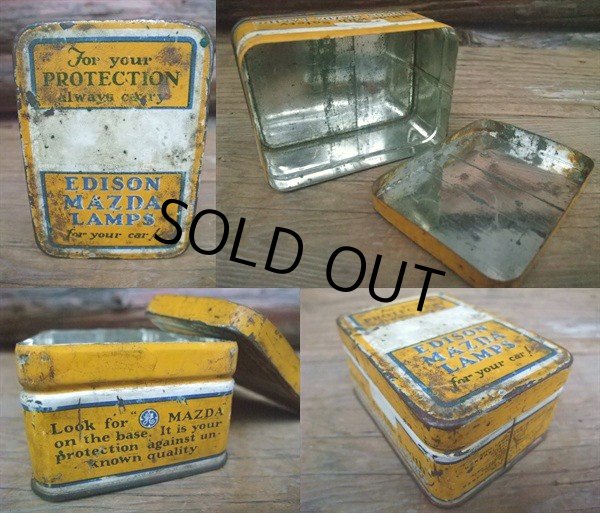 For your
PROTECTION
always carry
EDISON
MAZDA
LAMPS
for your car!
SOLD OUT
Look for "GE MAZDA
on the base. It is your
protection against un-
known quality
EDISON
MAZDA
LAMPS
for your car!